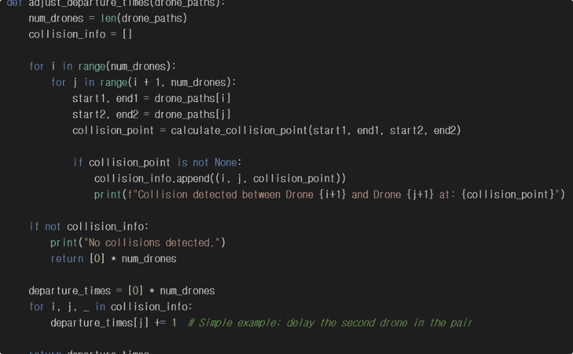 def adjust_departure_times(drone_paths):
    num_drones = len(drone_paths)
    collision_info = []
    for i in range(num_drones):
        for j in range(i + 1, num_drones):
            start1, end1 = drone_paths[i]
            start2, end2 = drone_paths[j]
            collision_point = calculate_collision_point(start1, end1, start2, end2)
            if collision_point is not None:
                collision_info.append((i, j, collision_point))
                print(f"Collision detected between Drone {i+1} and Drone {j+1} at: {collision_point}")
    if not collision_info:
        print("No collisions detected.")
        return [0] * num_drones
    departure_times = [0] * num_drones
    for i, j, _ in collision_info:
        departure_times[j] += 1  # Simple example: delay the second drone in the pair
    return departure_times